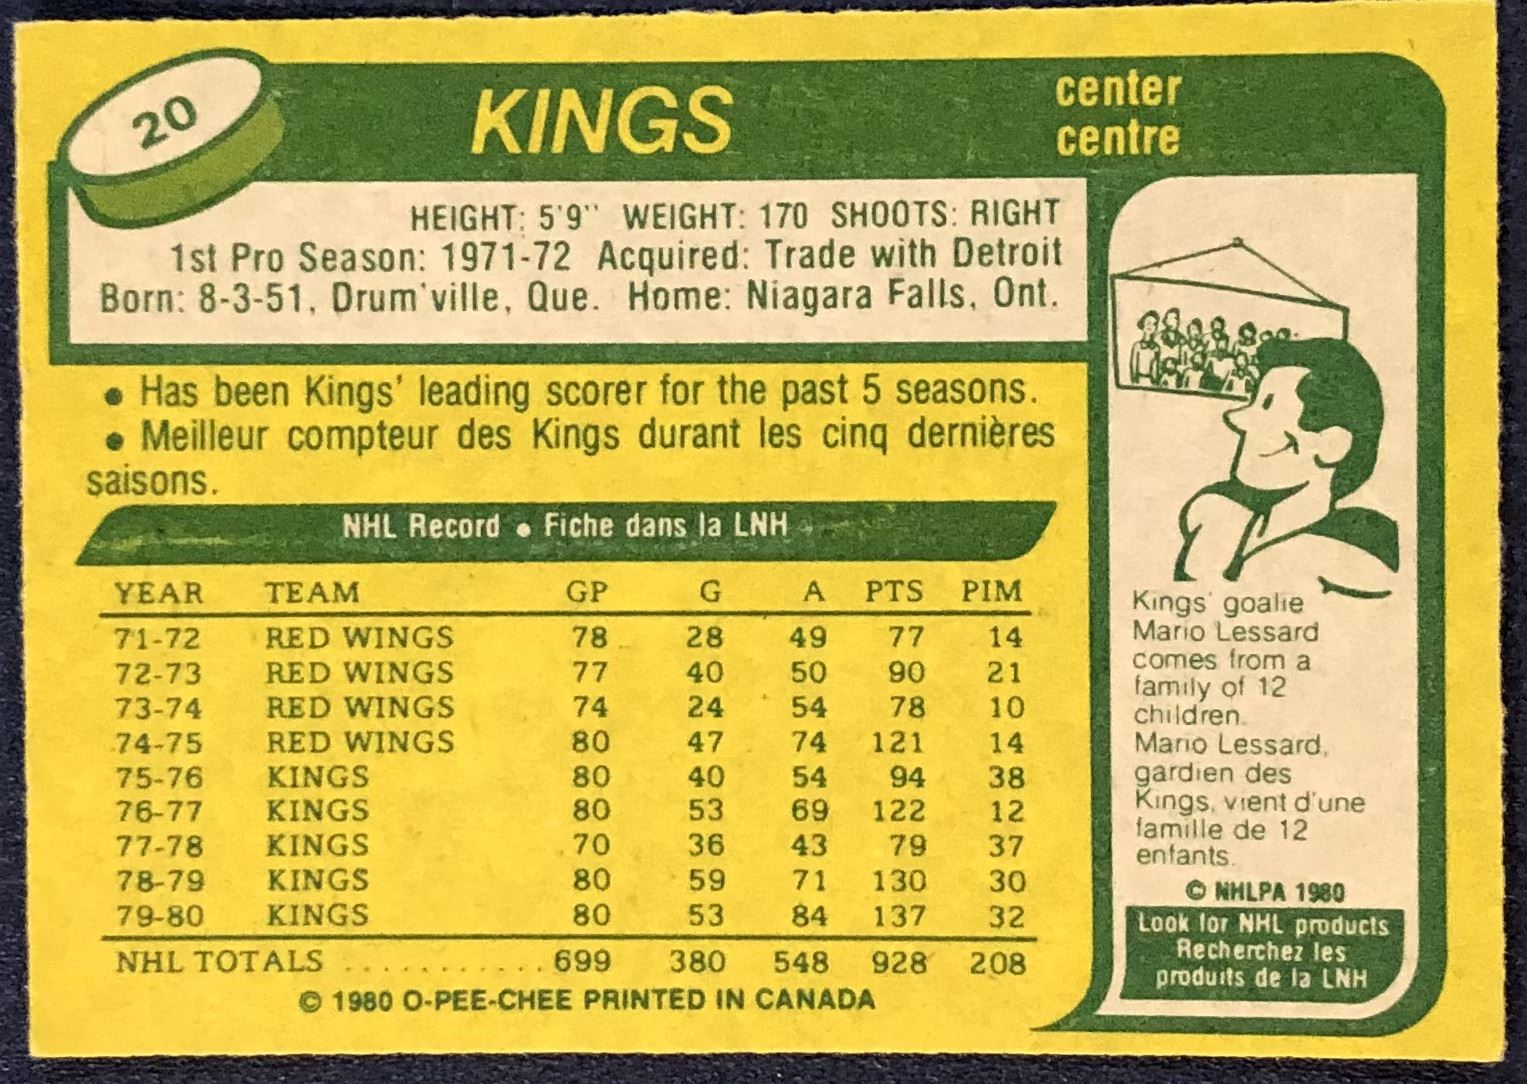 20
KINGS
center
centre
HEIGHT: 5'9" WEIGHT: 170 SHOOTS: RIGHT
1st Pro Season: 1971-72 Acquired: Trade with Detroit
Born: 8-3-51, Drum'ville, Que. Home: Niagara Falls, Ont.
• Has been Kings' leading scorer for the past 5 seasons.
• Meilleur compteur des Kings durant les cinq dernières
saisons.
NHL Record • Fiche dans la LNH
YEAR TEAM GP G A PTS PIM
71-72 RED WINGS 78 28 49 77 14
72-73 RED WINGS 77 40 50 90 21
73-74 RED WINGS 74 24 54 78 10
74-75 RED WINGS 80 47 74 121 14
75-76 KINGS 80 40 54 94 38
76-77 KINGS 80 53 69 122 12
77-78 KINGS 70 36 43 79 37
78-79 KINGS 80 59 71 130 30
79-80 KINGS 80 53 84 137 32
NHL TOTALS ............ 699 380 548 928 208
© 1980 O-PEE-CHEE PRINTED IN CANADA
Kings' goalie
Mario Lessard
comes from a
family of 12
children.
Mario Lessard,
gardien des
Kings, vient d'une
famille de 12
enfants.
© NHLPA 1980
Look for NHL products
Recherchez les
produits de la LNH